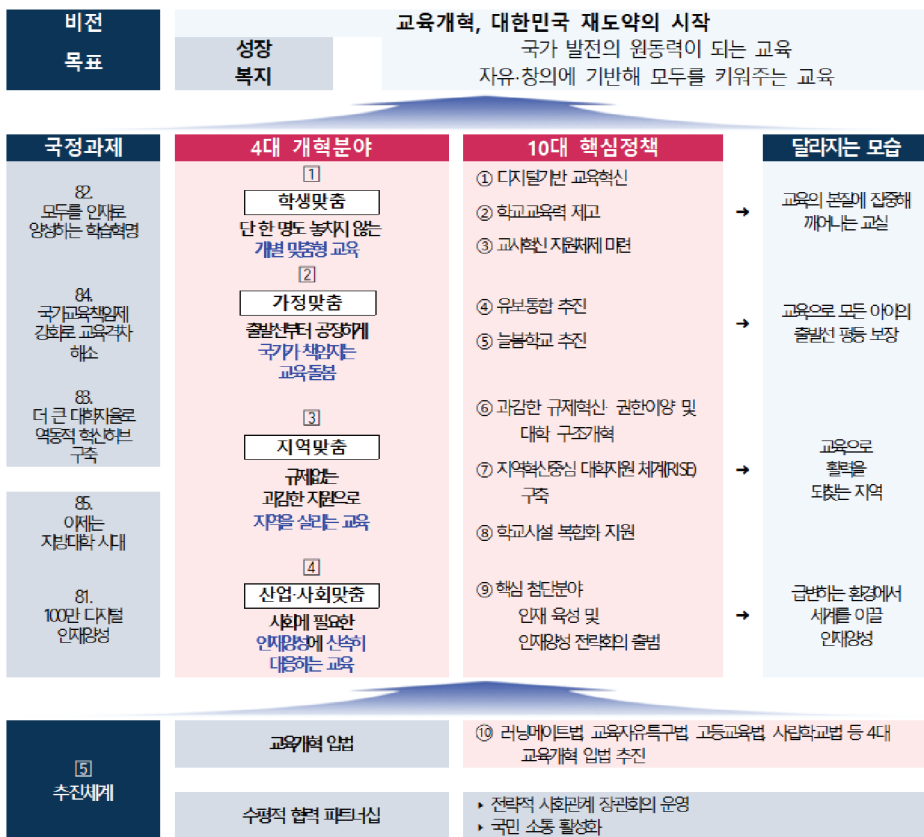 비전
교육개혁, 대한민국 재도약의 시작
목표
성장
국가 발전의 원동력이 되는 교육
복지
자유·창의에 기반해 모두를 키워주는 교육
국정과제
4대 개혁분야
10대 핵심정책
달라지는 모습
82.
모두를 인재로
양성하는 학습혁명
1
학생맞춤
단 한 명도 놓치지 않는
개별 맞춤형 교육
① 디지털기반 교육혁신
② 학교교육력 제고
③ 교사혁신 지원체제 마련
➜
교육의 본질에 집중해
깨어나는 교실
84.
국가교육책임제
강화로 교육격차
해소
2
가정맞춤
출발선부터 공정하게
국가가 책임지는
교육·돌봄
④ 유보통합 추진
⑤ 늘봄학교 추진
➜
교육으로 모든 아이의
출발선 평등 보장
83.
더 큰 대학자율로
역동적 혁신허브
구축
85.
이제는
지방대학 시대
3
지역맞춤
규제없는
과감한 지원으로
지역을 살리는 교육
⑥ 과감한 규제혁신· 권한이양 및
대학 구조개혁
⑦ 지역혁신중심 대학지원 체계(RISE)
구축
⑧ 학교시설 복합화 지원
➜
교육으로
활력을
되찾는 지역
81.
100만 디지털
인재양성
4
산업·사회맞춤
사회에 필요한
인재양성에 신속히
대응하는 교육
⑨ 핵심 첨단분야
인재 육성 및
인재양성 전략회의 출범
➜
급변하는 환경에서
세계를 이끌
인재양성
5
추진체계
교육개혁 입법
⑩ 러닝메이트법, 교육자유특구법, 고등교육법, 사립학교법 등 4대
교육개혁 입법 추진
수평적 협력 파트너십
▸ 전략적 사회관계 장관회의 운영
▸ 국민 소통 활성화